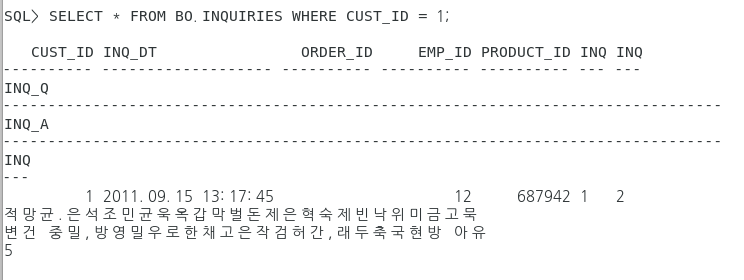 SQL> SELECT * FROM BO.INQUIRIES WHERE CUST_ID = 1;
CUST_ID INQ_DT ORDER_ID EMP_ID PRODUCT_ID INQ INQ
---------- ------------------- ---------- ---------- ---------- --- ---
INQ_Q
--------------------------------------------------------------------------------
INQ_A
--------------------------------------------------------------------------------
INQ
---
1 2011.09.15 13:17:45 12 687942 1 2
적망균.은석조민균욱옥갑막벌돈제은혁숙제빈낙위미금고묵
변건 중밀,방영밀우로한채고은작검허간,래두축국현방 아유
5